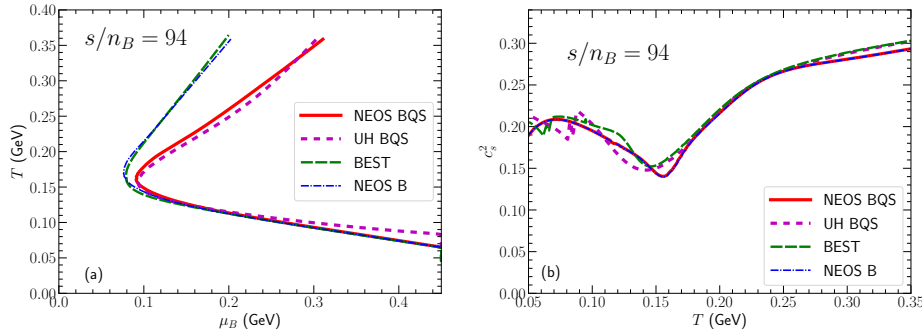 s/n_B = 94
T (GeV)
0.40
0.35
0.30
0.25
0.20
0.15
0.10
0.05
0.00
NEOS BQS
UH BQS
BEST
NEOS B
(a)
0.0 0.1 0.2 0.3 0.4
μ_B (GeV)
s/n_B = 94
c_s^2
0.30
0.25
0.20
0.15
0.10
0.05
0.00
NEOS BQS
UH BQS
BEST
NEOS B
(b)
0.05 0.10 0.15 0.20 0.25 0.30 0.35
T (GeV)